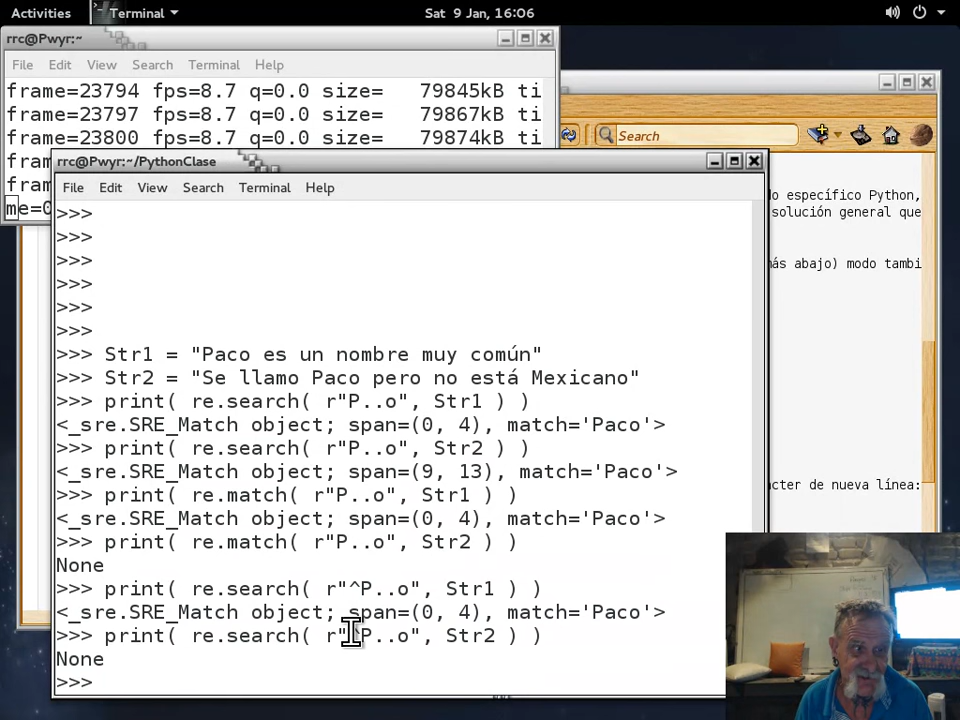 Activities
Terminal
Sat 9 Jan, 16:06
rrc@Pwyr:~
File Edit View Search Terminal Help
frame=23794 fps=8.7 q=0.0 size=   79845kB ti
frame=23797 fps=8.7 q=0.0 size=   79867kB ti
frame=23800 fps=8.7 q=0.0 size=   79874kB ti
fram
fram
me=0
Search
do específico Python,
solución general que
más abajo) modo tambi
acter de nueva línea:
rrc@Pwyr:~/PythonClase
File Edit View Search Terminal Help
>>>
>>>
>>>
>>>
>>>
>>>
>>> Str1 = "Paco es un nombre muy común"
>>> Str2 = "Se llamo Paco pero no está Mexicano"
>>> print( re.search( r"P..o", Str1 ) )
<_sre.SRE_Match object; span=(0, 4), match='Paco'>
>>> print( re.search( r"P..o", Str2 ) )
<_sre.SRE_Match object; span=(9, 13), match='Paco'>
>>> print( re.match( r"P..o", Str1 ) )
<_sre.SRE_Match object; span=(0, 4), match='Paco'>
>>> print( re.match( r"P..o", Str2 ) )
None
>>> print( re.search( r"^P..o", Str1 ) )
<_sre.SRE_Match object; span=(0, 4), match='Paco'>
>>> print( re.search( r"^P..o", Str2 ) )
None
>>>